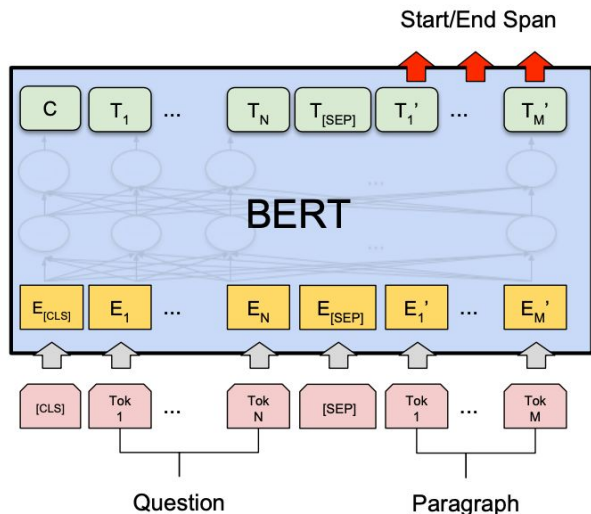 Start/End Span
C T1 ... TN T[SEP] T1' ... TM'
...
BERT
...
E[CLS] E1 ... EN E[SEP] E1' ... EM'
[CLS] Tok 1 ... Tok N [SEP] Tok 1 ... Tok M
Question Paragraph